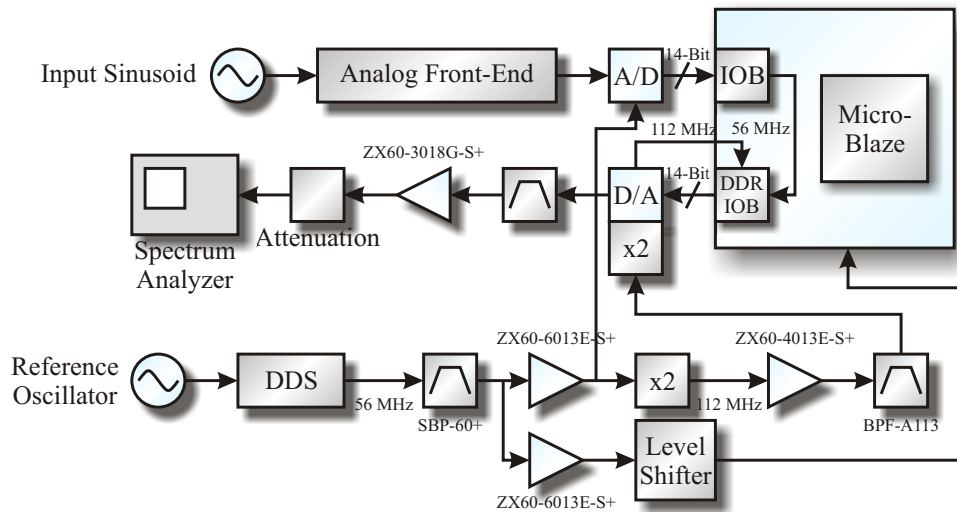 Input Sinusoid
Analog Front-End
A/D
14-Bit
IOB
Micro-
Blaze
112 MHz
56 MHz
ZX60-3018G-S+
D/A
14-Bit
DDR
IOB
x2
Attenuation
Spectrum
Analyzer
ZX60-6013E-S+
ZX60-4013E-S+
Reference
Oscillator
DDS
56 MHz
SBP-60+
x2
112 MHz
BPF-A113
Level
Shifter
ZX60-6013E-S+